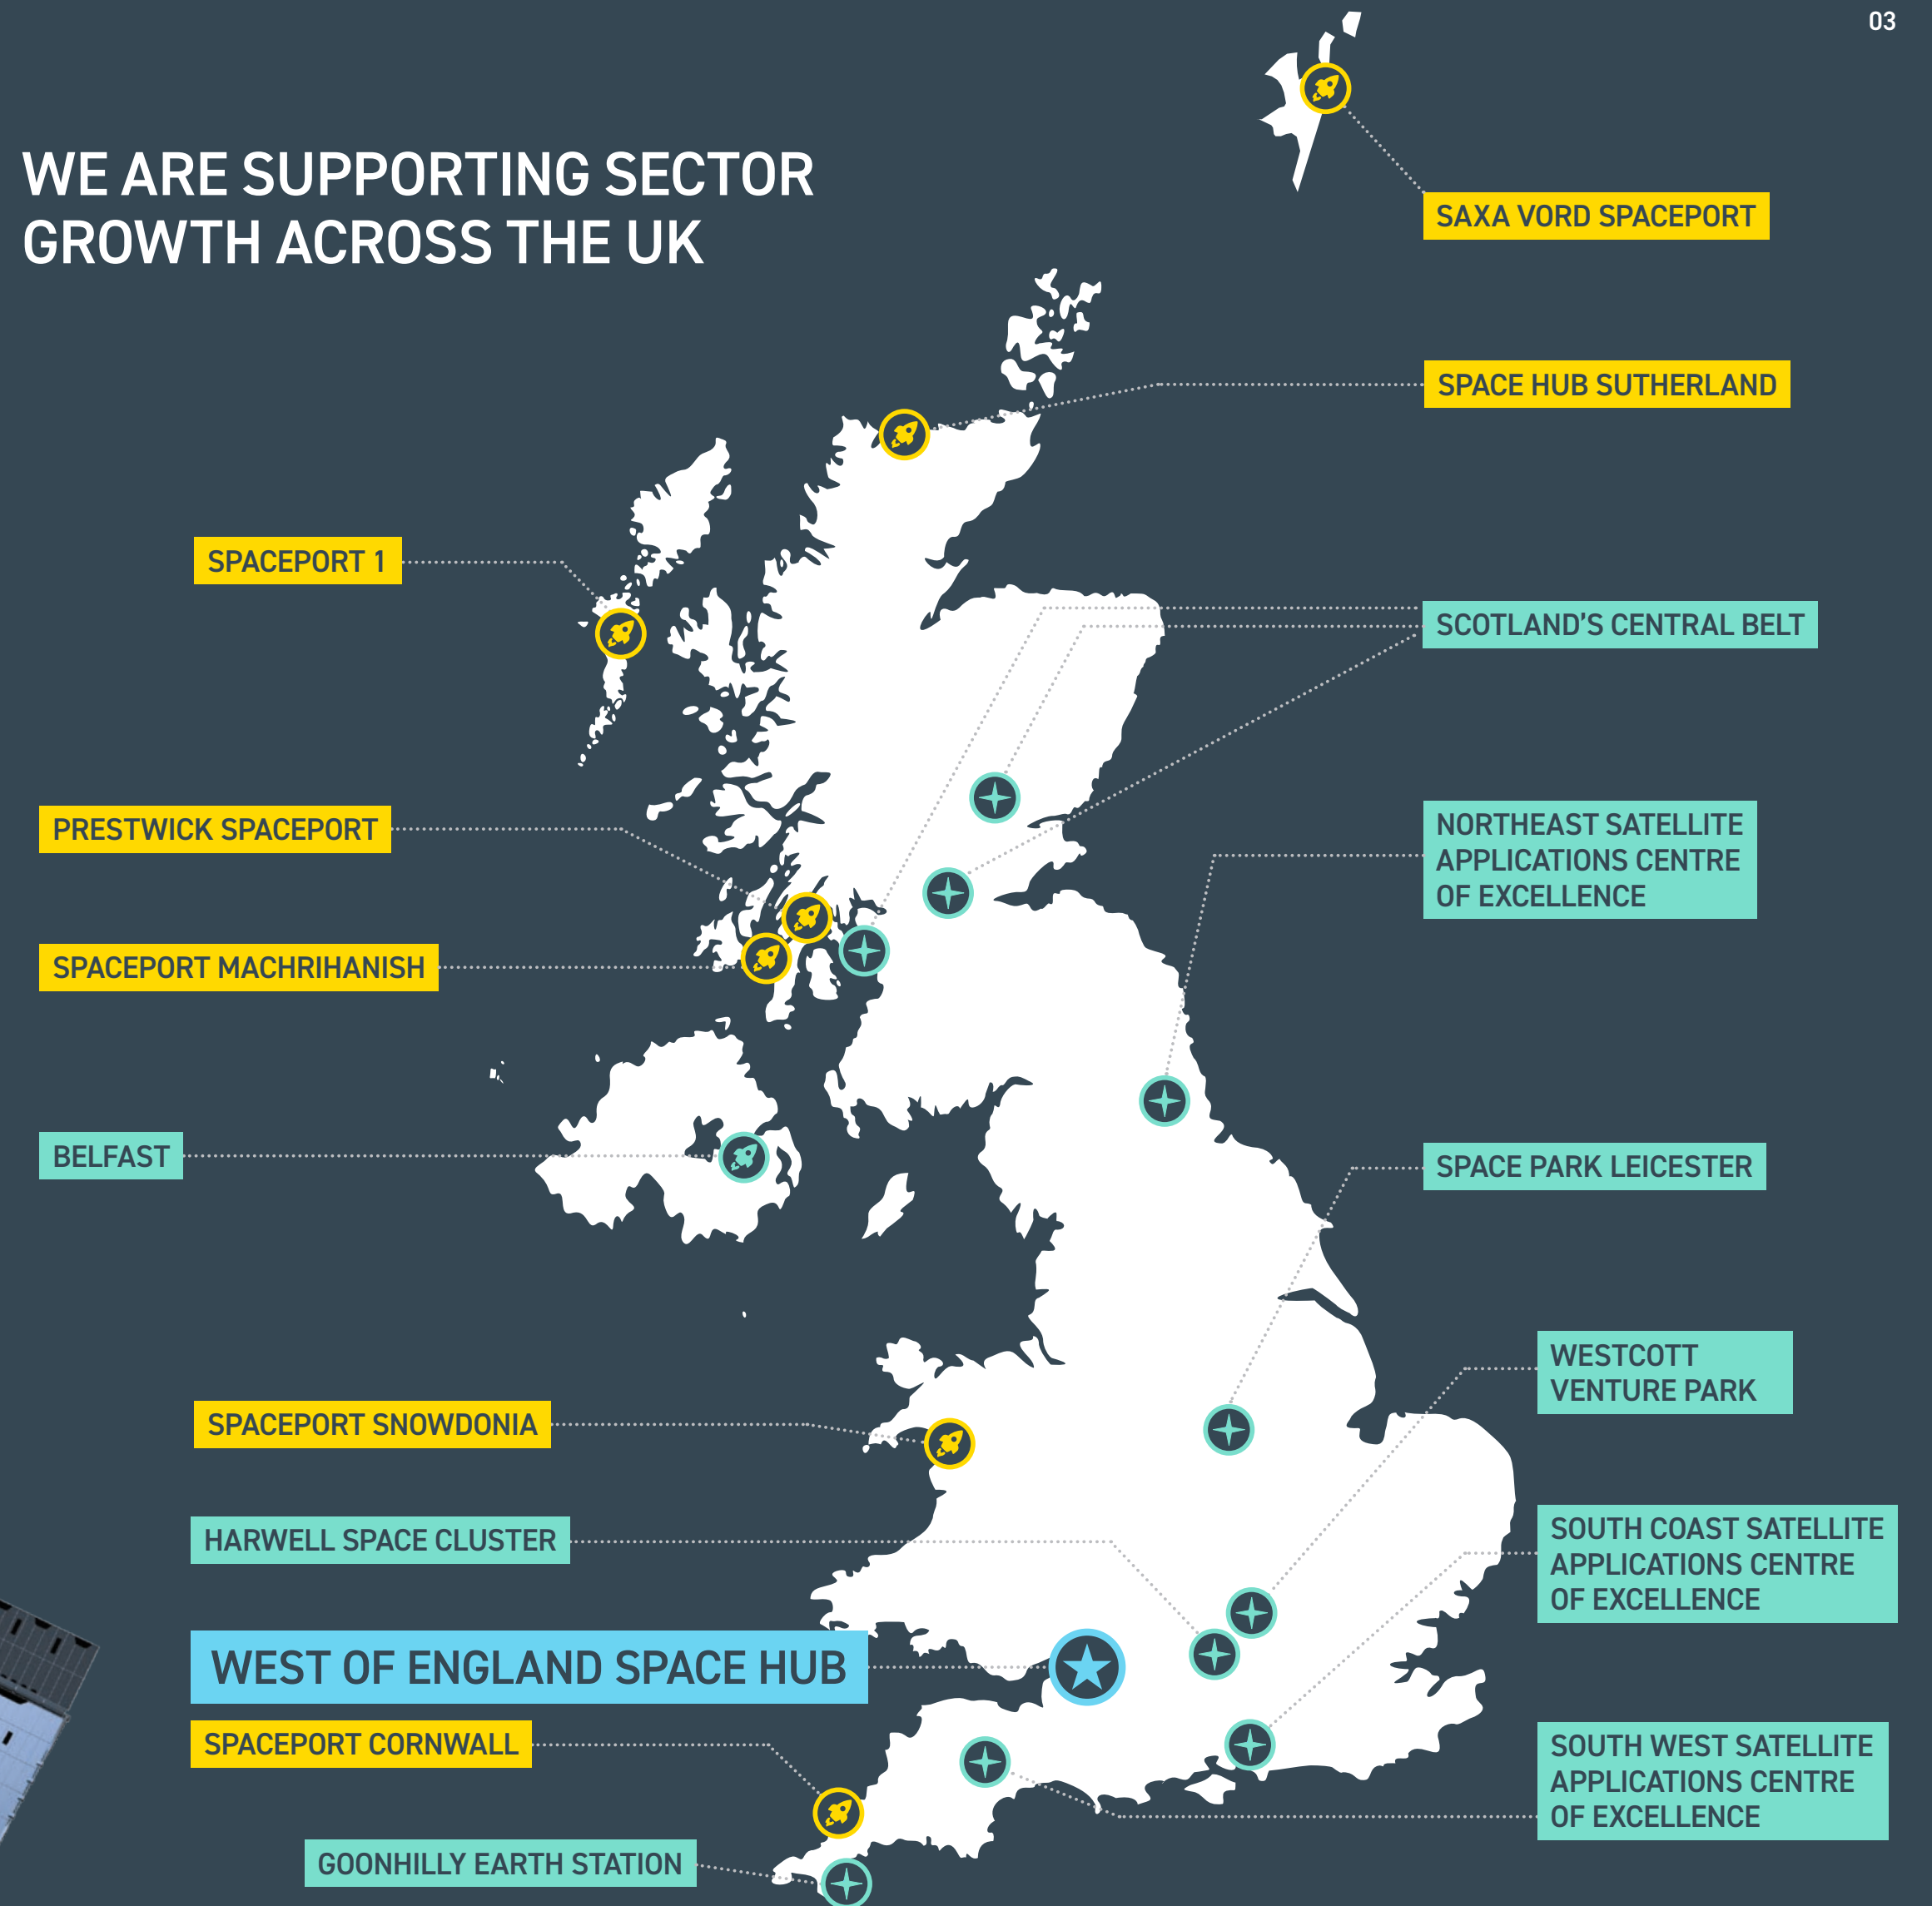 03
WE ARE SUPPORTING SECTOR
GROWTH ACROSS THE UK
SAXA VORD SPACEPORT
SPACE HUB SUTHERLAND
SPACEPORT 1
SCOTLAND’S CENTRAL BELT
PRESTWICK SPACEPORT
NORTHEAST SATELLITE
APPLICATIONS CENTRE
OF EXCELLENCE
SPACEPORT MACHRIHANISH
BELFAST
SPACE PARK LEICESTER
WESTCOTT
VENTURE PARK
SPACEPORT SNOWDONIA
HARWELL SPACE CLUSTER
SOUTH COAST SATELLITE
APPLICATIONS CENTRE
OF EXCELLENCE
WEST OF ENGLAND SPACE HUB
SPACEPORT CORNWALL
SOUTH WEST SATELLITE
APPLICATIONS CENTRE
OF EXCELLENCE
GOONHILLY EARTH STATION